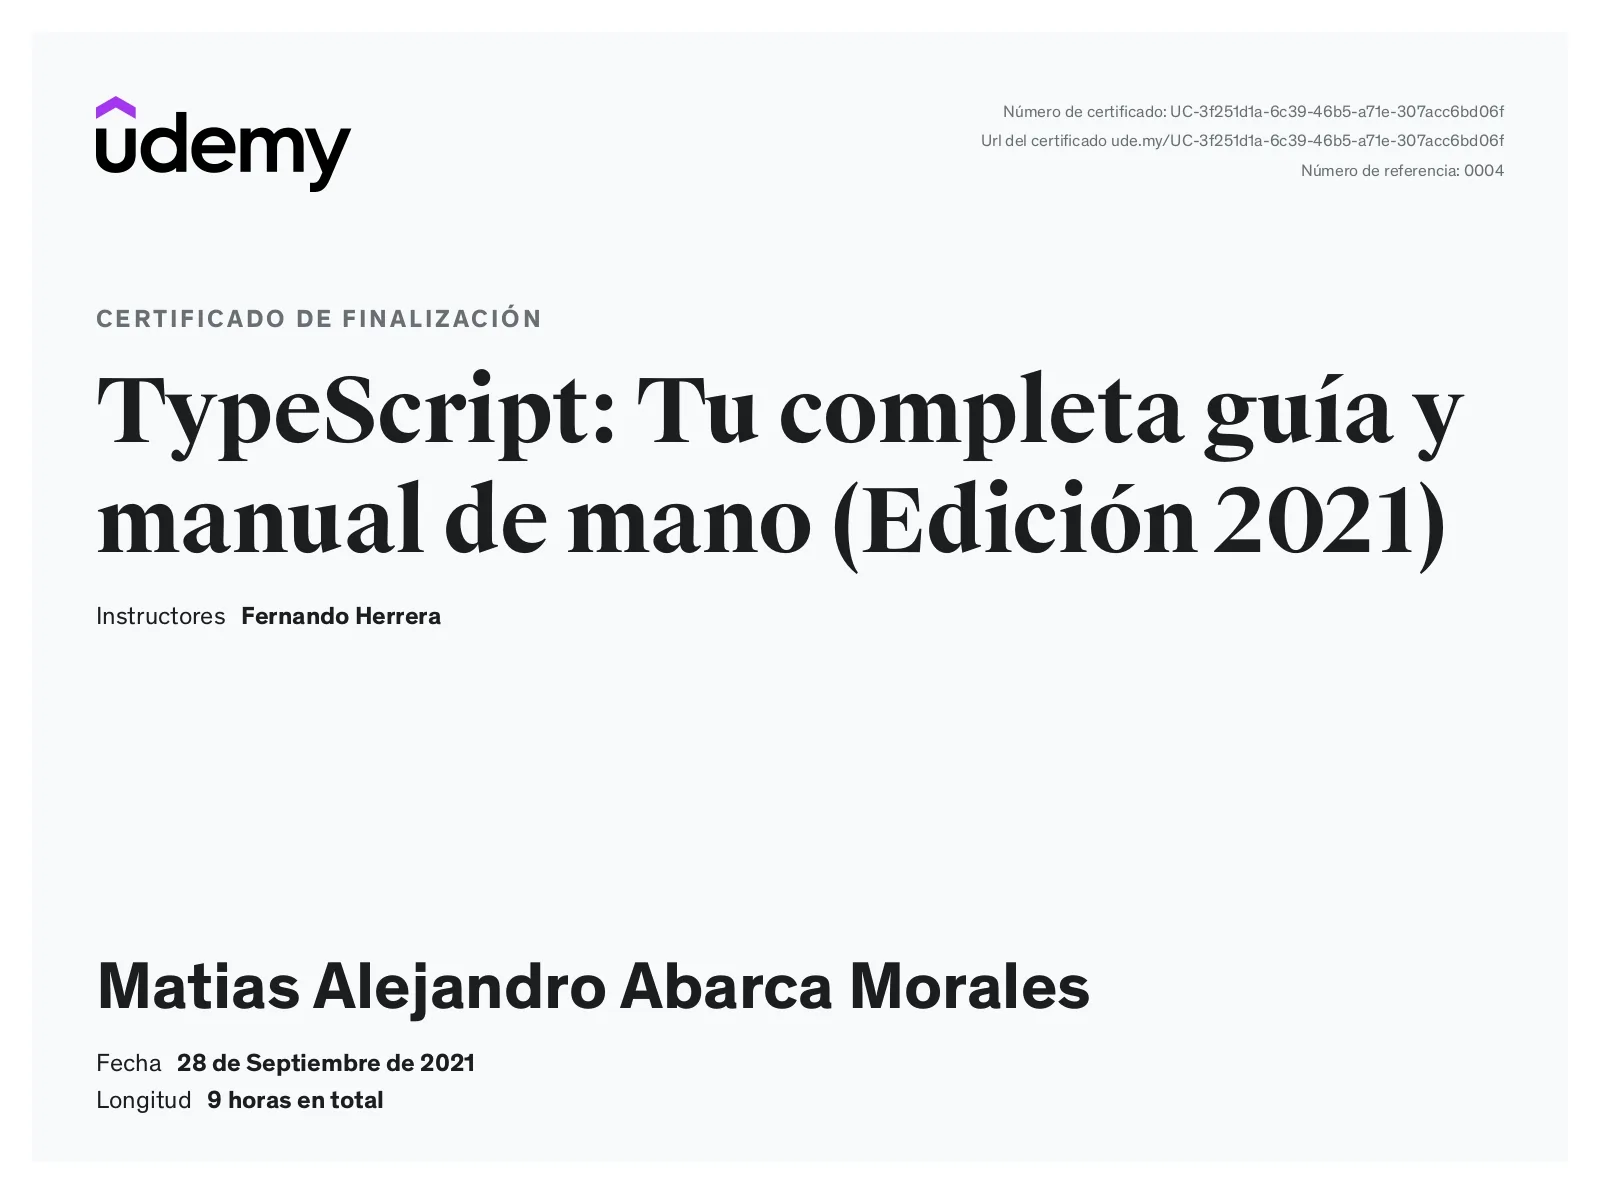 udemy
Número de certificado: UC-3f251d1a-6c39-46b5-a71e-307acc6bd06f
Url del certificado ude.my/UC-3f251d1a-6c39-46b5-a71e-307acc6bd06f
Número de referencia: 0004
CERTIFICADO DE FINALIZACIÓN
TypeScript: Tu completa guía y
manual de mano (Edición 2021)
Instructores Fernando Herrera
Matias Alejandro Abarca Morales
Fecha 28 de Septiembre de 2021
Longitud 9 horas en total